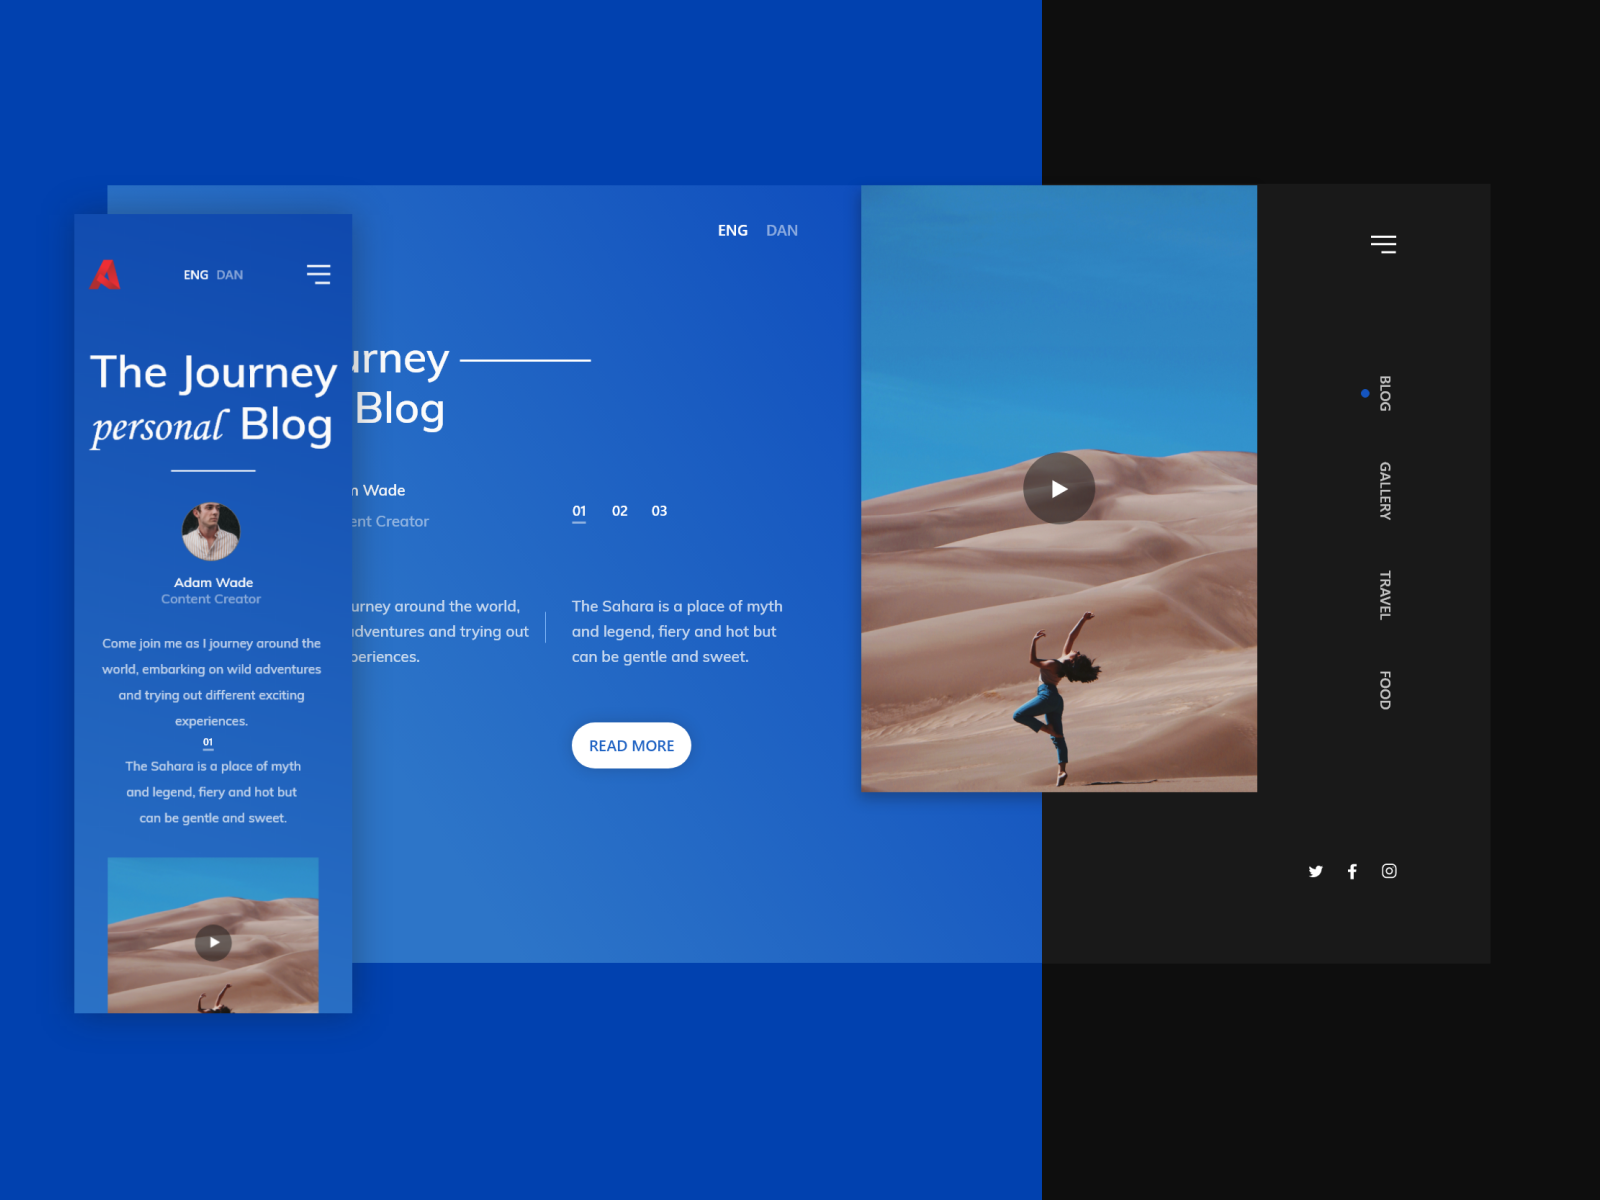 ENG DAN
The Journey
personal Blog
Adam Wade
Content Creator
Come join me as I journey around the
world, embarking on wild adventures
and trying out different exciting
experiences.
01
The Sahara is a place of myth
and legend, fiery and hot but
can be gentle and sweet.
ENG DAN
urney
Blog
Wade
Content Creator
01 02 03
urney around the world,
adventures and trying out
periences.
The Sahara is a place of myth
and legend, fiery and hot but
can be gentle and sweet.
READ MORE
BLOG
GALLERY
TRAVEL
FOOD